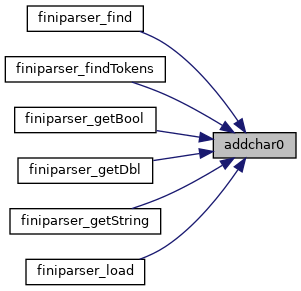 finiparser_find
finiparser_findTokens
finiparser_getBool
addchar0
finiparser_getDbl
finiparser_getString
finiparser_load